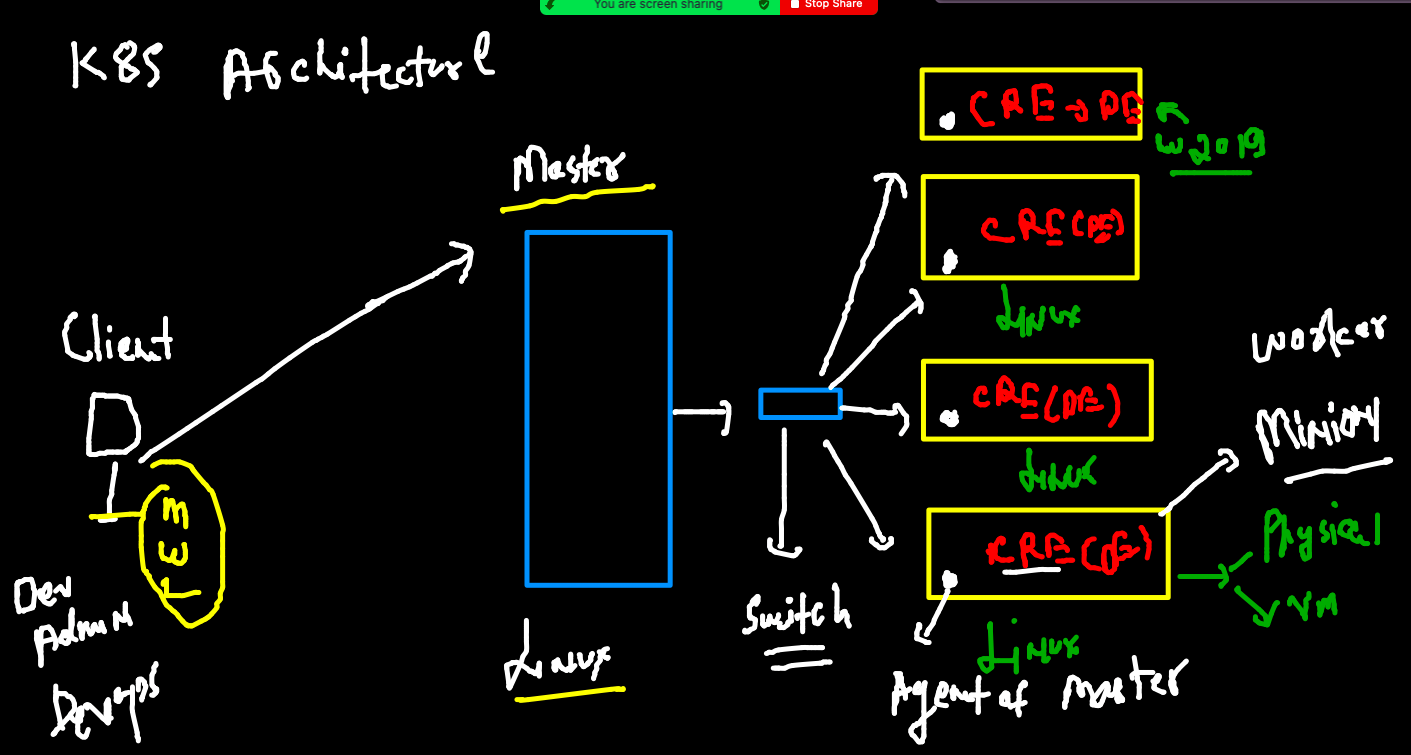 You are screen sharing
Stop Share
K8S Architecture
Master
Client
M
W
L
Dev
Admin
Devops
Linux
Switch
CRE → DE
W2019
CRE (DE)
Linux
CRE (DE)
Linux
CRE (DE)
Linux
Worker
Minion
Physical
VM
Agent of Master